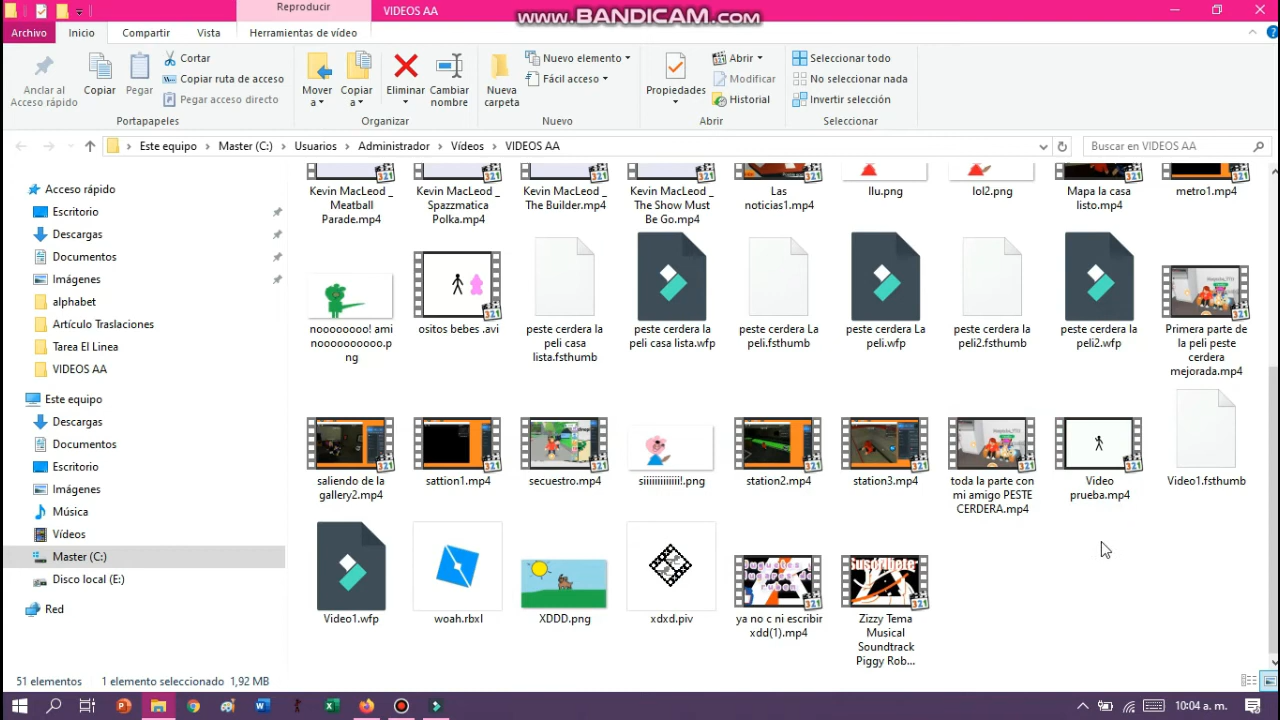 Reproducir
VIDEOS AA
www.BANDICAM.com
Archivo
Inicio
Compartir
Vista
Herramientas de vídeo
Anclar al
Acceso rápido
Copiar
Pegar
Cortar
Copiar ruta de acceso
Pegar acceso directo
Portapapeles
Mover
a
Copiar
a
Eliminar
Cambiar
nombre
Organizar
Nueva
carpeta
Nuevo elemento
Fácil acceso
Nuevo
Propiedades
Abrir
Modificar
Historial
Abrir
Seleccionar todo
No seleccionar nada
Invertir selección
Seleccionar
Este equipo
Master (C:)
Usuarios
Administrador
Vídeos
VIDEOS AA
Buscar en VIDEOS AA
Acceso rápido
Escritorio
Descargas
Documentos
Imágenes
alphabet
Artículo Traslaciones
Tarea El Linea
VIDEOS AA
Este equipo
Descargas
Documentos
Escritorio
Imágenes
Música
Vídeos
Master (C:)
Disco local (E:)
Red
Kevin MacLeod _
Meatball
Parade.mp4
Kevin MacLeod _
Spazzmatica
Polka.mp4
Kevin MacLeod _
The Builder.mp4
Kevin MacLeod _
The Show Must
Be Go.mp4
Las
noticias1.mp4
llu.png
lol2.png
Mapa la casa
listo.mp4
metro1.mp4
noooooooo! ami
noooooooooo.p
ng
ositos bebes .avi
peste cerdera la
peli casa
lista.fsthumb
peste cerdera la
peli casa lista.wfp
peste cerdera La
peli.fsthumb
peste cerdera La
peli.wfp
peste cerdera la
peli2.fsthumb
peste cerdera la
peli2.wfp
Primera parte de
la peli peste
cerdera
mejorada.mp4
saliendo de la
gallery2.mp4
sattion1.mp4
secuestro.mp4
siiiiiiiiiiiii!.png
station2.mp4
station3.mp4
toda la parte con
mi amigo PESTE
CERDERA.mp4
Video
prueba.mp4
Video1.fsthumb
Video1.wfp
woah.rbxl
XDDD.png
xdxd.piv
ya no c ni escribir
xdd(1).mp4
Suscribete
Zizzy Tema
Musical
Soundtrack
Piggy Rob...
51 elementos
1 elemento seleccionado 1,92 MB
10:04 a. m.